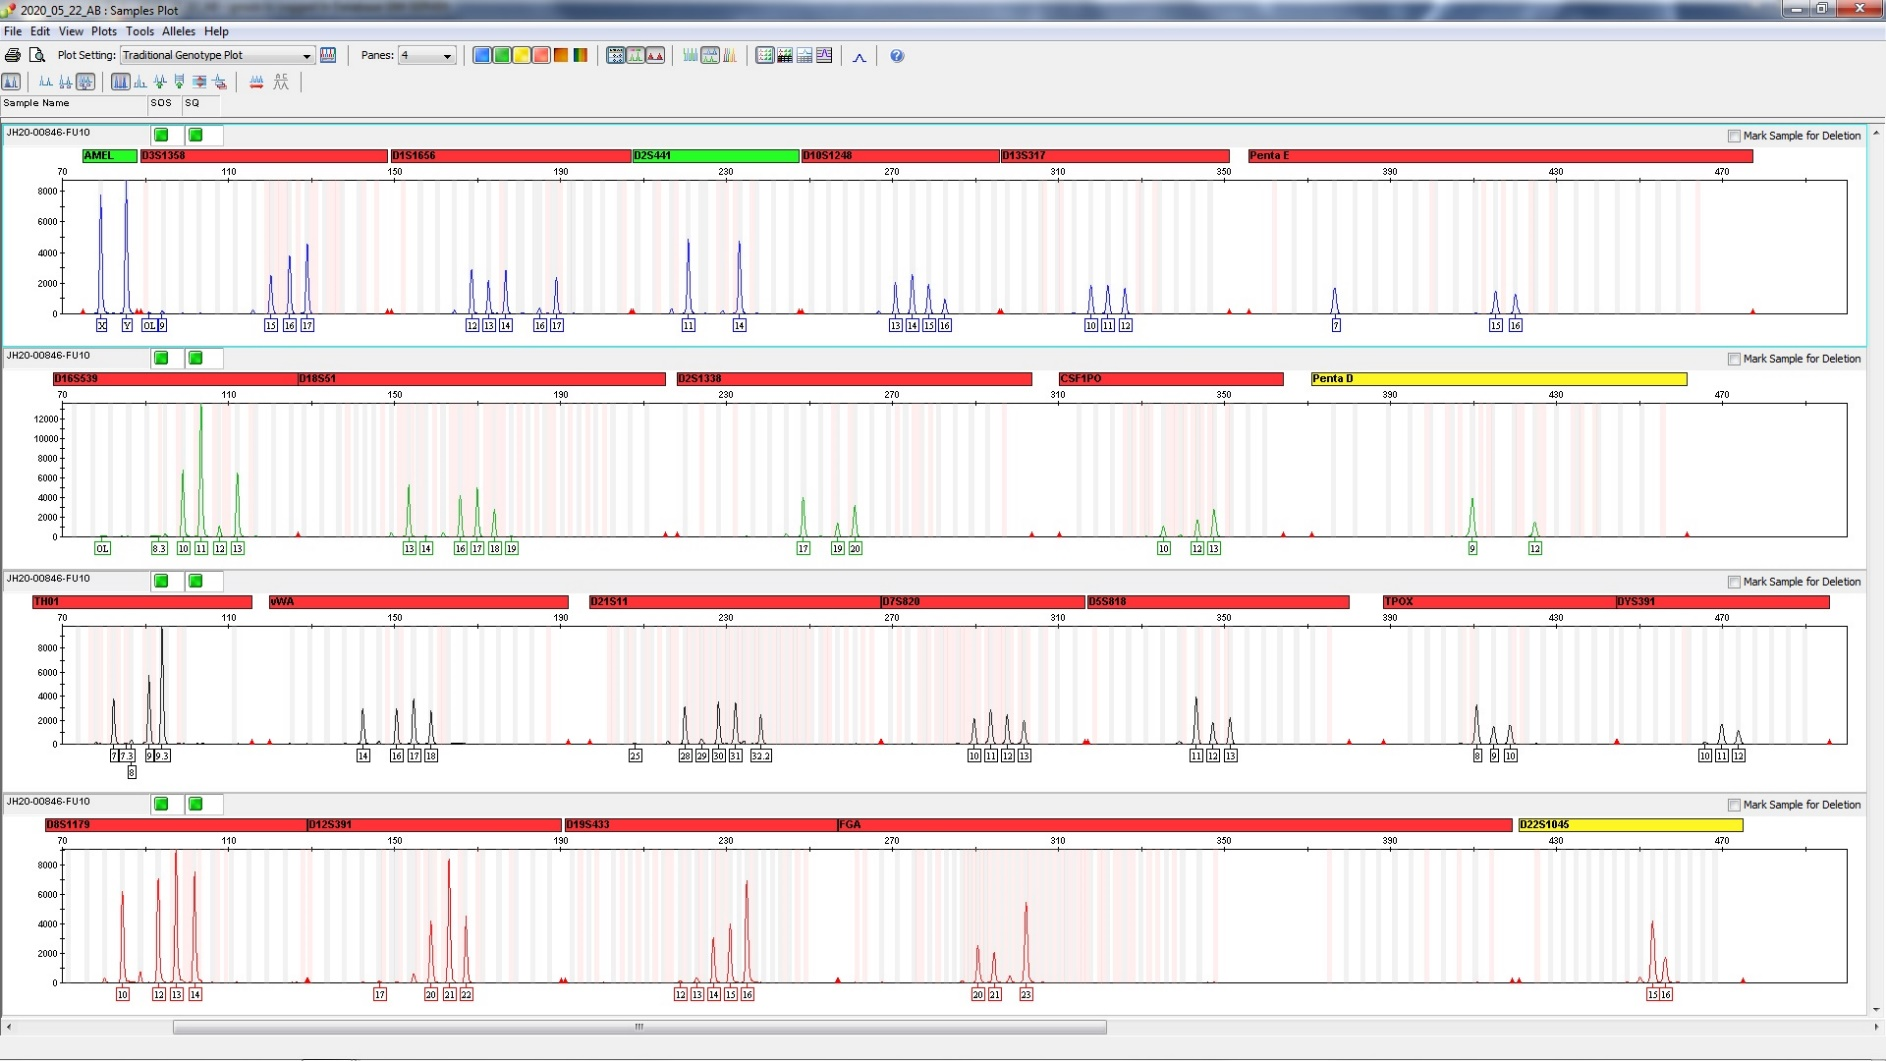 2020_05_22_AB : Samples Plot
File Edit View Plots Tools Alleles Help
Plot Setting: Traditional Genotype Plot Panes: 4
Sample Name SOS SQ
JH20-00846-FU10 Mark Sample for Deletion
AMEL D3S1358 D1S1656 D2S441 D10S1248 D13S317 Penta E
70 110 150 190 230 270 310 350 390 430 470
8000
6000
4000
2000
0
X Y OL 9 15 16 17 12 13 14 16 17 11 14 13 14 15 16 10 11 12 7 15 16
JH20-00846-FU10 Mark Sample for Deletion
D16S539 D18S51 D2S1338 CSF1PO Penta D
70 110 150 190 230 270 310 350 390 430 470
12000
10000
8000
6000
4000
2000
0
OL 8.3 10 11 12 13 13 14 16 17 18 19 17 19 20 10 12 13 9 12
JH20-00846-FU10 Mark Sample for Deletion
TH01 vWA D21S11 D7S820 D5S818 TPOX DYS391
70 110 150 190 230 270 310 350 390 430 470
8000
6000
4000
2000
0
7 7.3 9 9.3 14 16 17 18 25 28 29 30 31 32.2 10 11 12 13 11 12 13 8 9 10 10 11 12
8
JH20-00846-FU10 Mark Sample for Deletion
D8S1179 D12S391 D19S433 FGA D22S1045
70 110 150 190 230 270 310 350 390 430 470
8000
6000
4000
2000
0
10 12 13 14 17 20 21 22 12 13 14 15 16 20 21 23 15 16